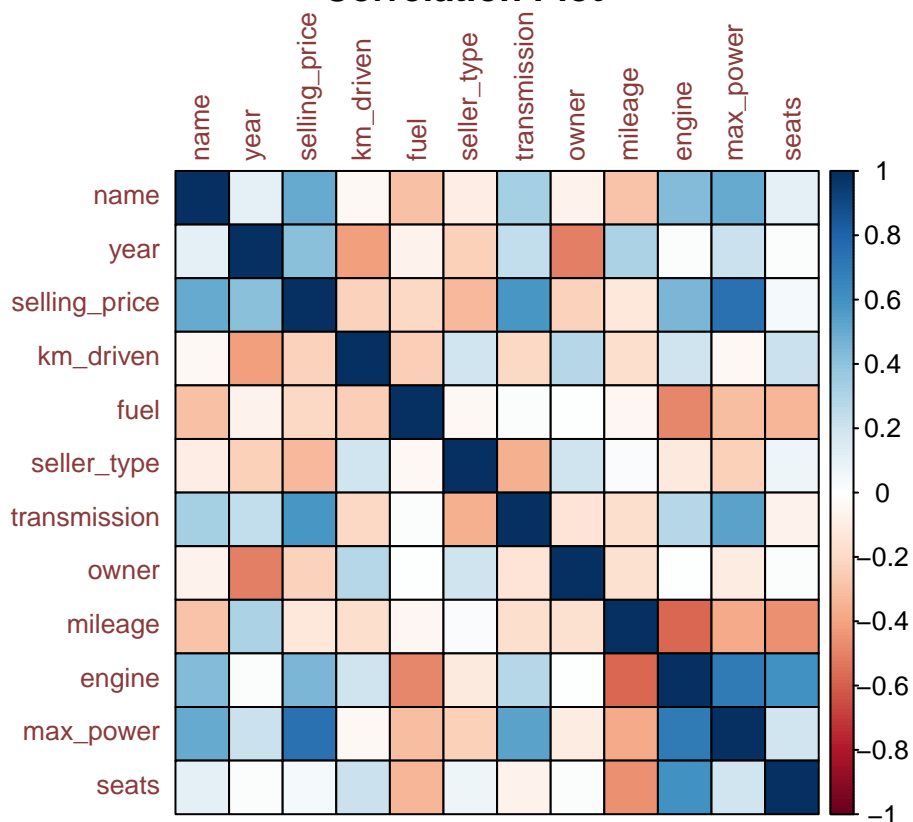 name
year
selling_price
km_driven
fuel
seller_type
transmission
owner
mileage
engine
max_power
seats
name
year
selling_price
km_driven
fuel
seller_type
transmission
owner
mileage
engine
max_power
seats
1
0.8
0.6
0.4
0.2
0
−0.2
−0.4
−0.6
−0.8
−1